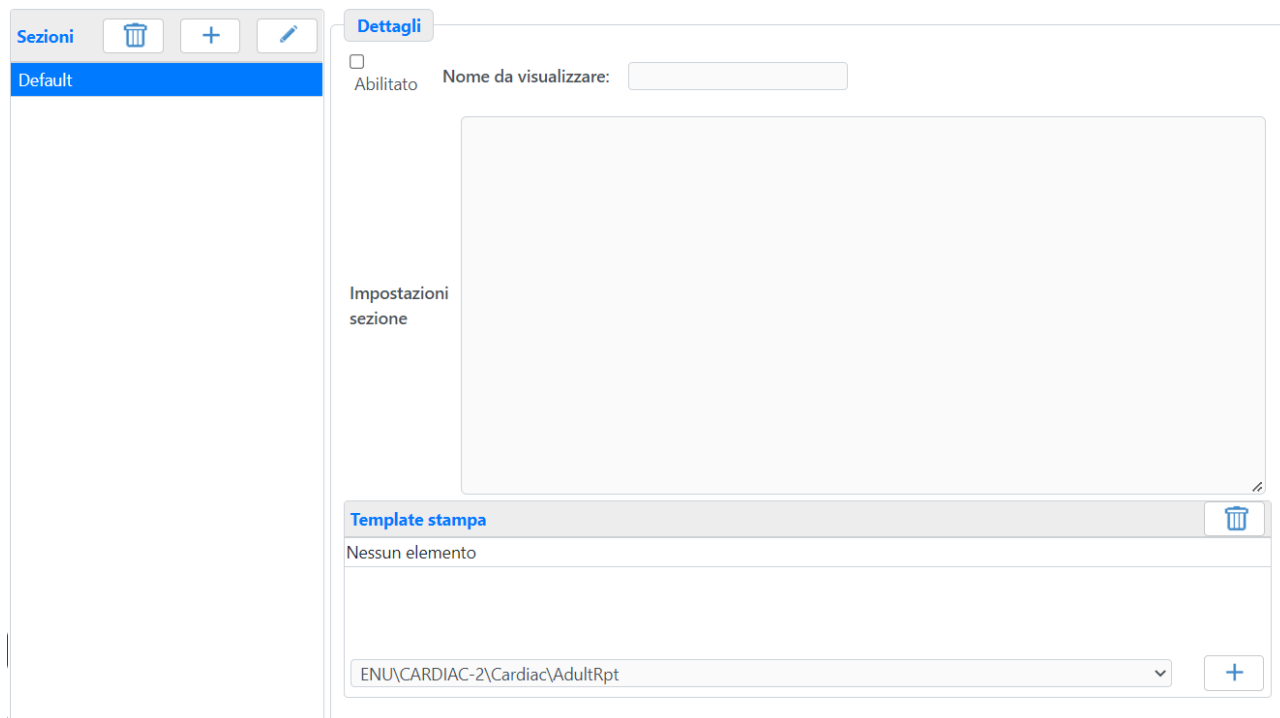 Sezioni
Default
Dettagli
Abilitato
Nome da visualizzare:
Impostazioni
sezione
Template stampa
Nessun elemento
ENU\CARDIAC-2\Cardiac\AdultRpt